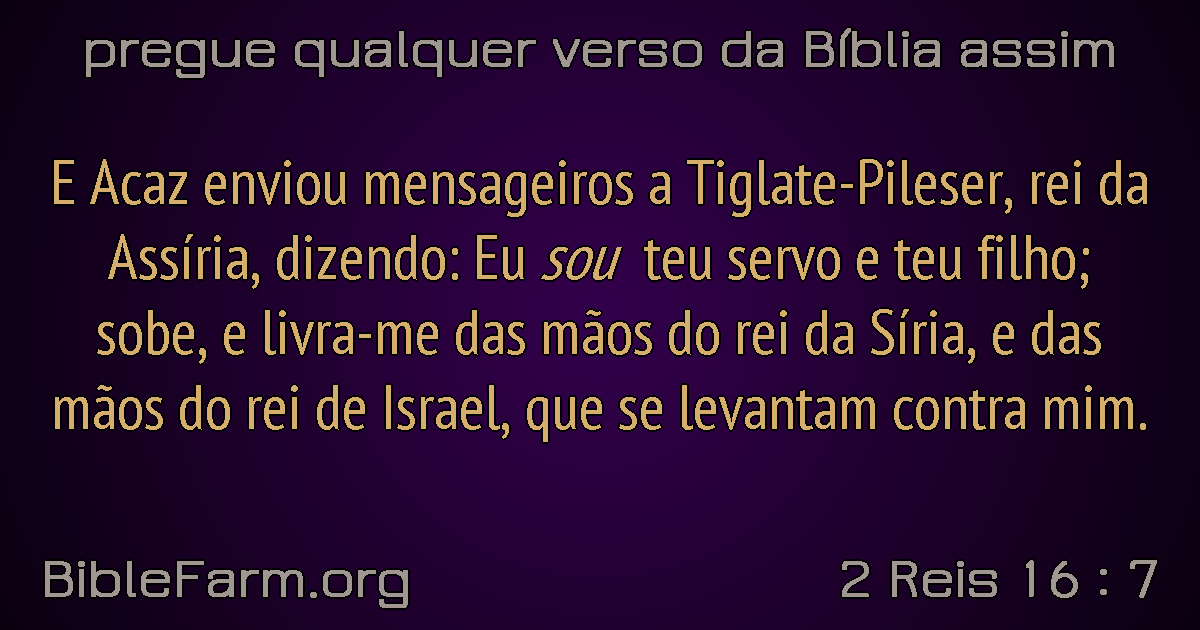 pregue qualquer verso da Bíblia assim
E Acaz enviou mensageiros a Tiglate-Pileser, rei da
Assíria, dizendo: Eu sou teu servo e teu filho;
sobe, e livra-me das mãos do rei da Síria, e das
mãos do rei de Israel, que se levantam contra mim.
BibleFarm.org
2 Reis 16 : 7